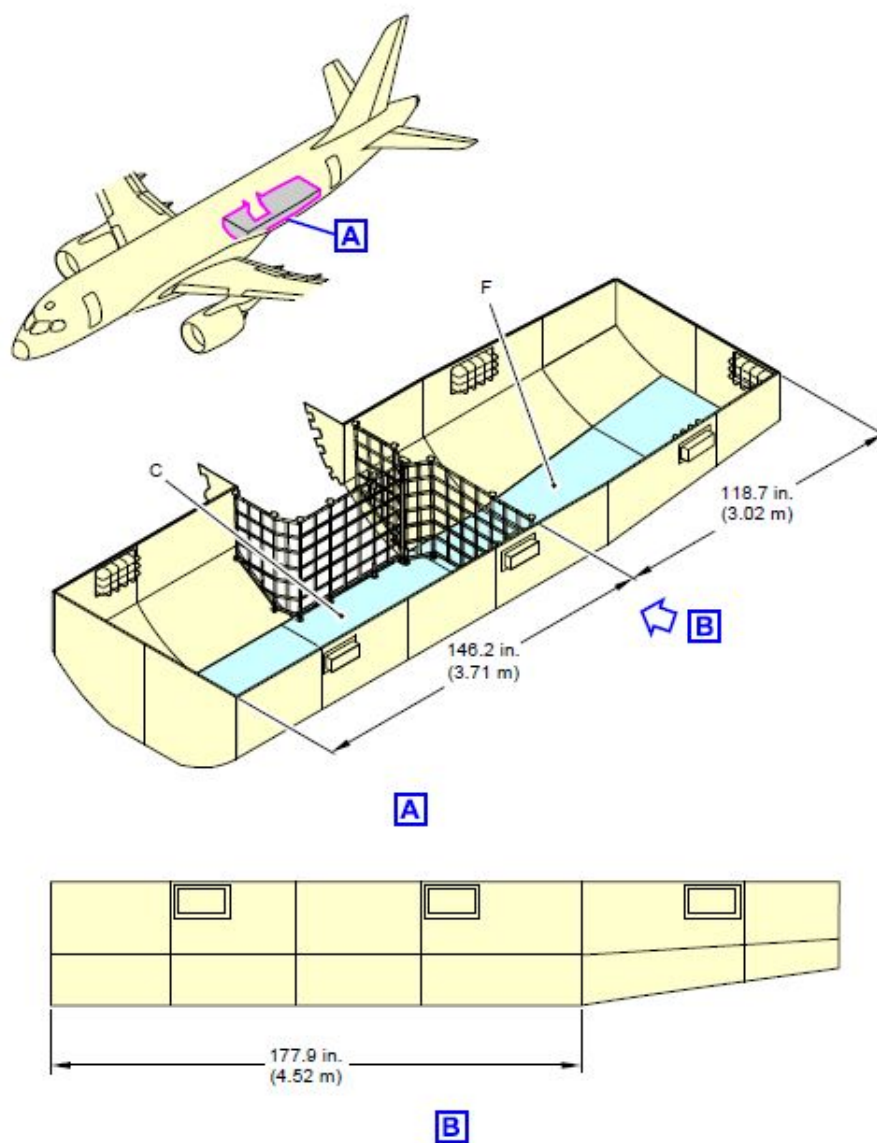 A
F
C
118.7 in.
(3.02 m)
B
146.2 in.
(3.71 m)
A
177.9 in.
(4.52 m)
B